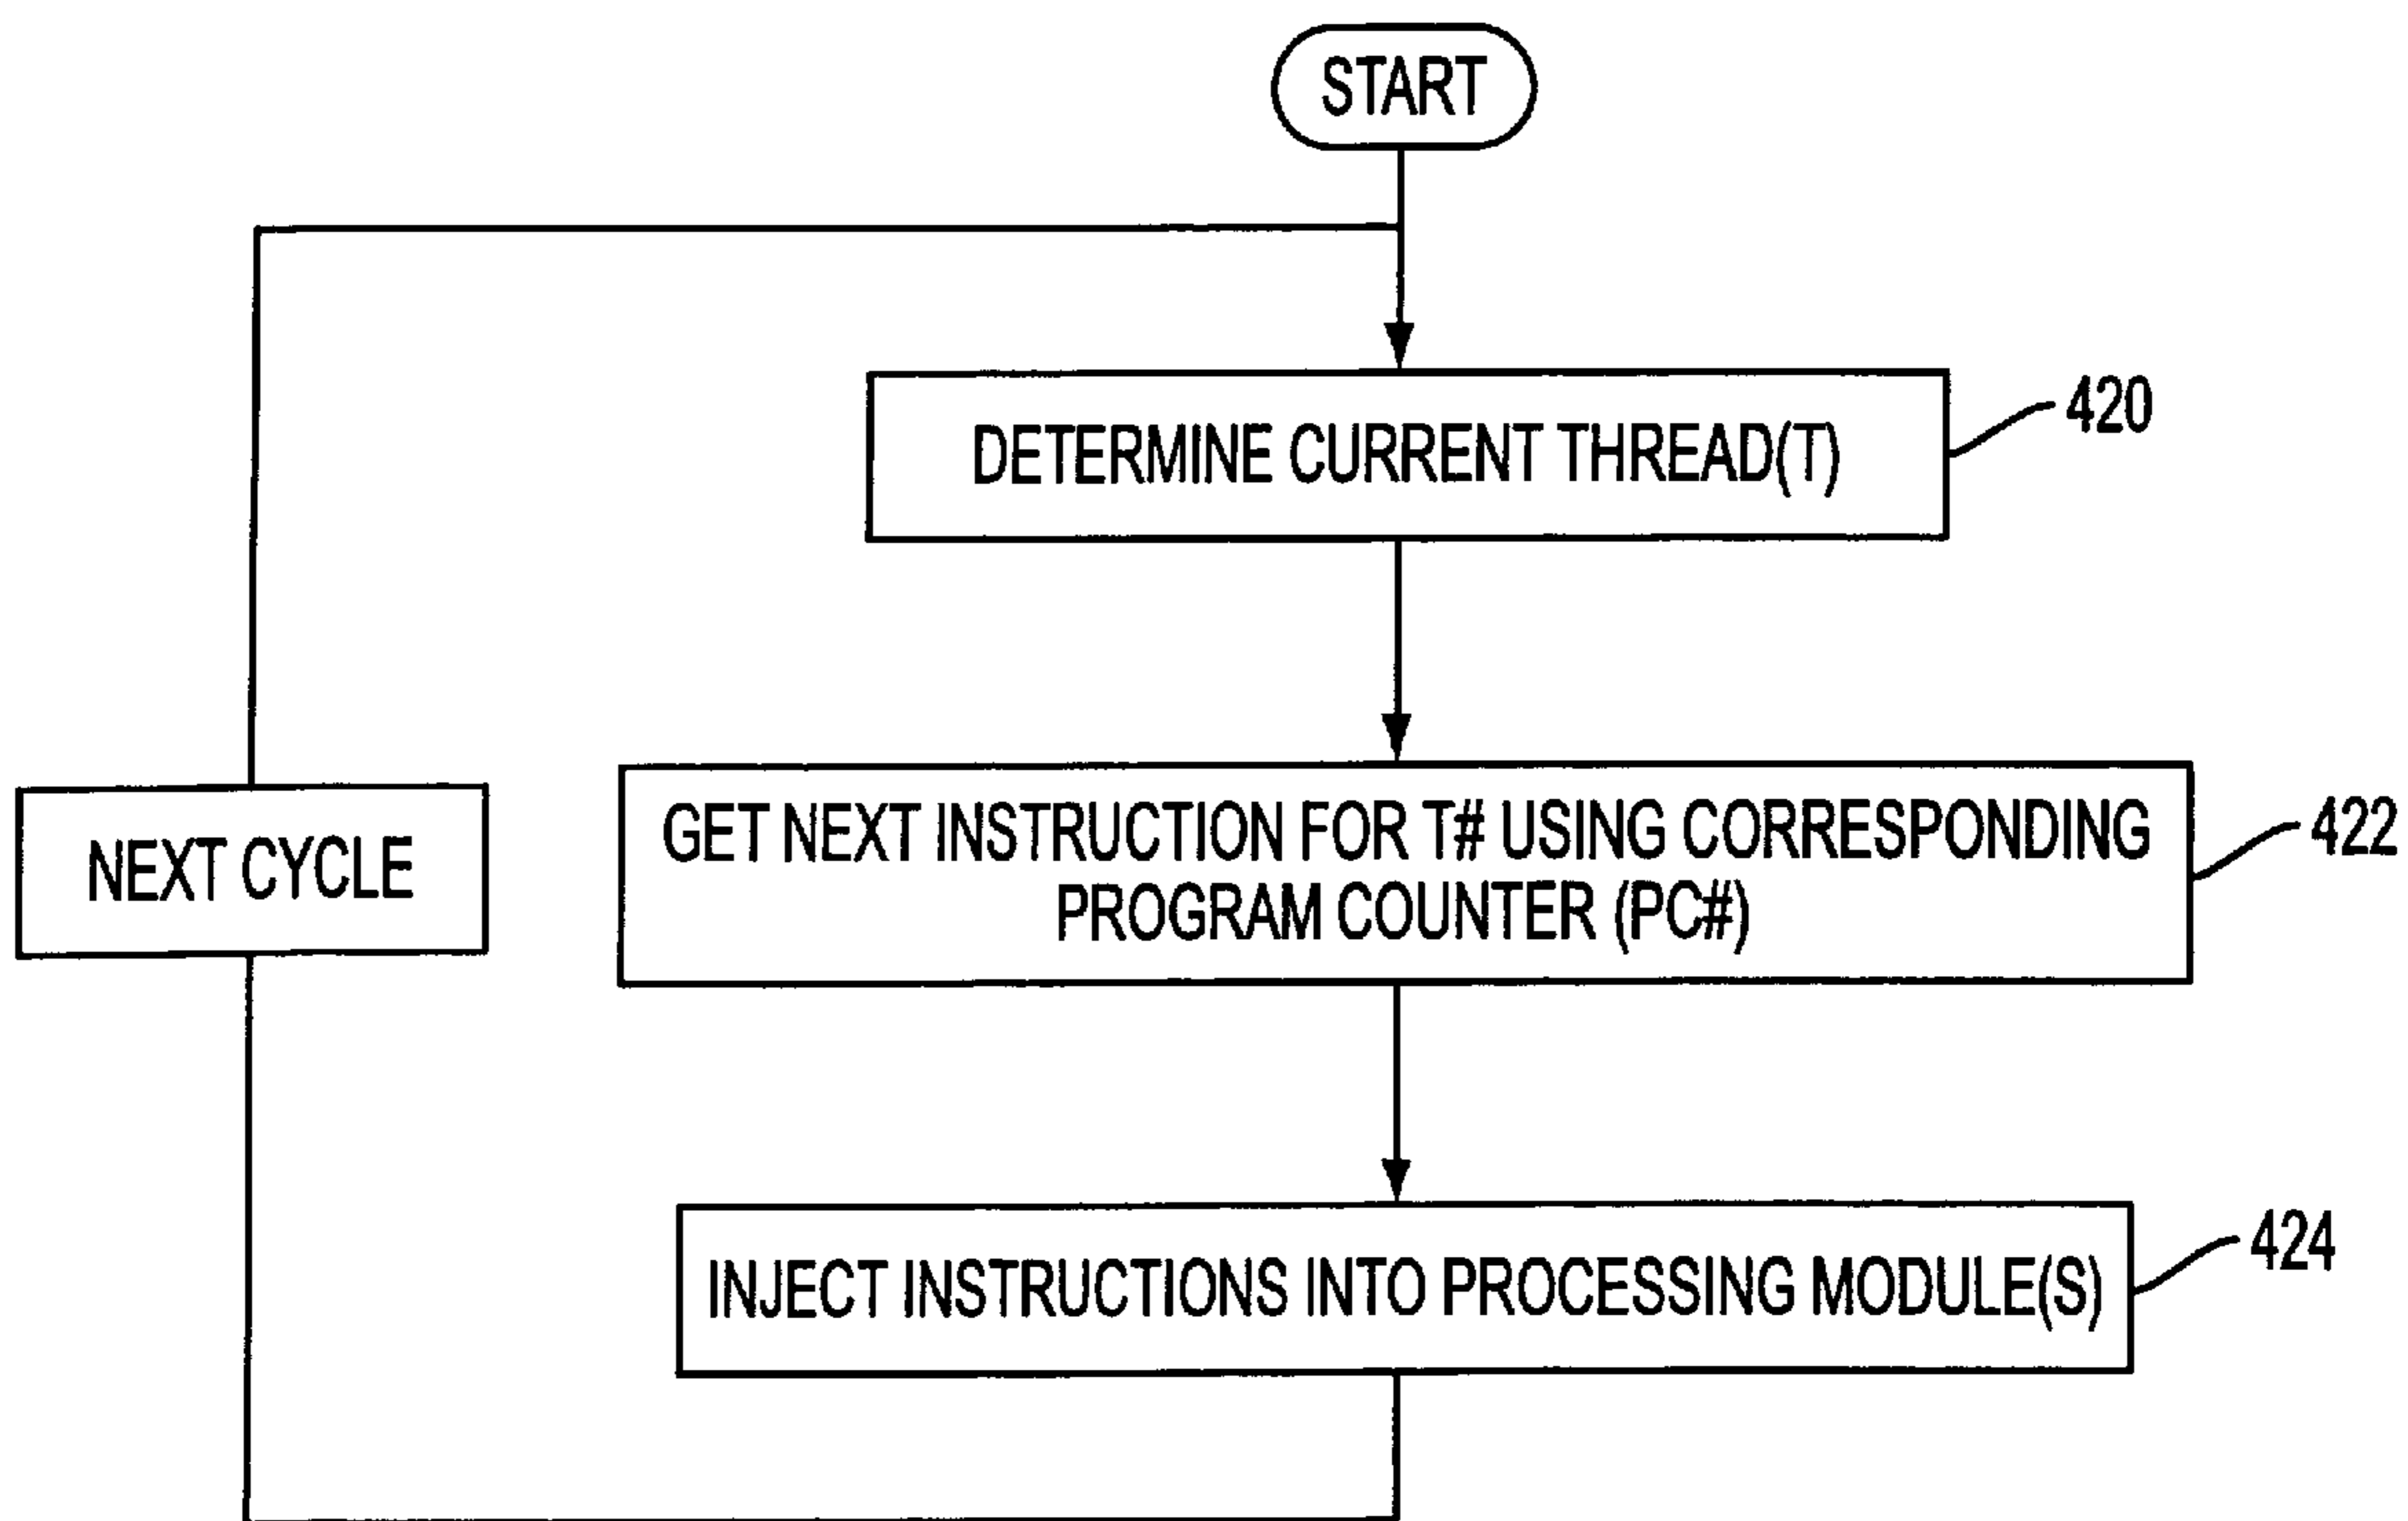 START
DETERMINE CURRENT THREAD(T)
420
GET NEXT INSTRUCTION FOR T# USING CORRESPONDING
PROGRAM COUNTER (PC#)
422
NEXT CYCLE
INJECT INSTRUCTIONS INTO PROCESSING MODULE(S)
424